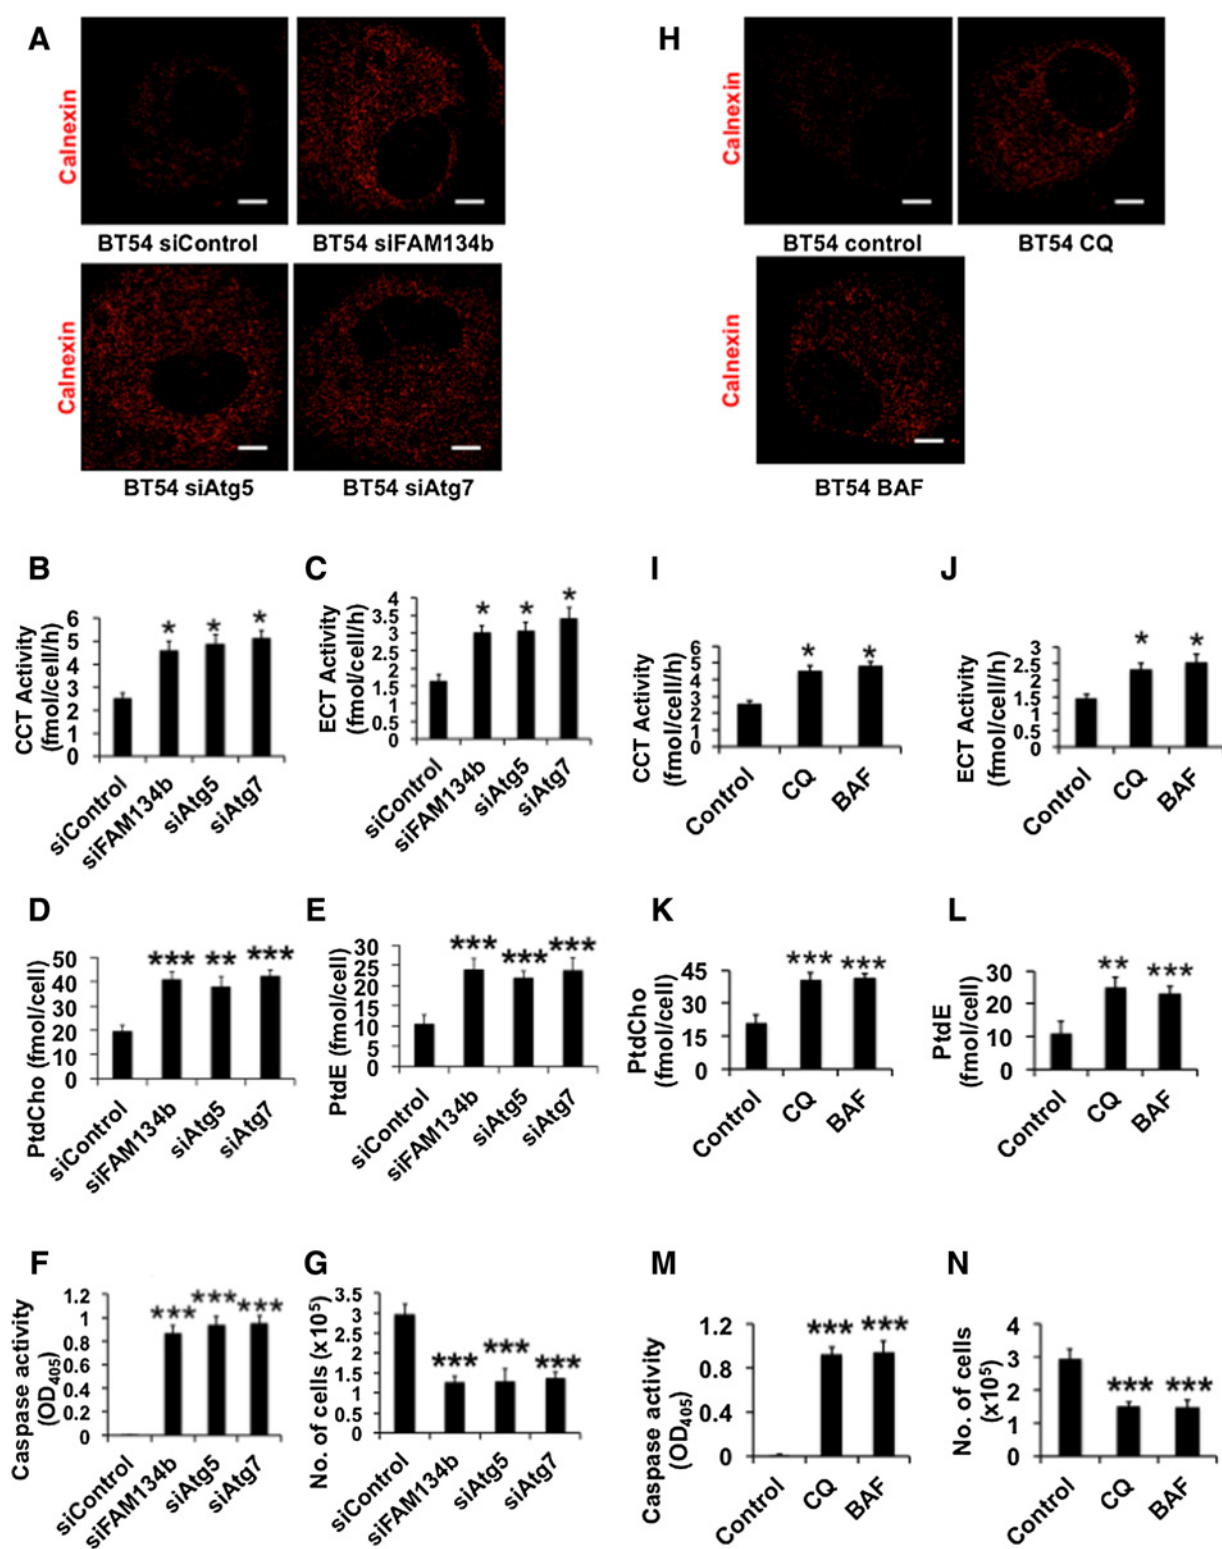 A
H
Calnexin
Calnexin
BT54 siControl
BT54 siFAM134b
BT54 control
BT54 CQ
Calnexin
Calnexin
BT54 siAtg5
BT54 siAtg7
BT54 BAF
B
CCT Activity
(fmol/cell/h)
6
5
4
3
2
1
0
*
*
*
siControl
siFAM134b
siAtg5
siAtg7
C
ECT Activity
(fmol/cell/h)
4
3.5
3
2.5
2
1.5
1
0.5
0
*
*
*
siControl
siFAM134b
siAtg5
siAtg7
I
CCT Activity
(fmol/cell/h)
6
5
4
3
2
1
0
*
*
Control
CQ
BAF
J
ECT Activity
(fmol/cell/h)
3
2.5
2
1.5
1
0.5
0
*
*
Control
CQ
BAF
D
PtdCho (fmol/cell)
50
40
30
20
10
0
***
**
***
siControl
siFAM134b
siAtg5
siAtg7
E
PtdE (fmol/cell)
30
25
20
15
10
5
0
***
***
***
siControl
siFAM134b
siAtg5
siAtg7
K
PtdCho
(fmol/cell)
45
30
15
0
***
***
Control
CQ
BAF
L
PtdE
(fmol/cell)
30
20
10
0
**
***
Control
CQ
BAF
F
Caspase activity
(OD405)
1.2
1
0.8
0.6
0.4
0.2
0
***
***
***
siControl
siFAM134b
siAtg5
siAtg7
G
No. of cells (x10⁵)
3.5
3
2.5
2
1.5
1
0.5
0
***
***
***
siControl
siFAM134b
siAtg5
siAtg7
M
Caspase activity
(OD405)
1.2
0.8
0.4
0
***
***
Control
CQ
BAF
N
No. of cells
(x10⁵)
4
3
2
1
0
***
***
Control
CQ
BAF